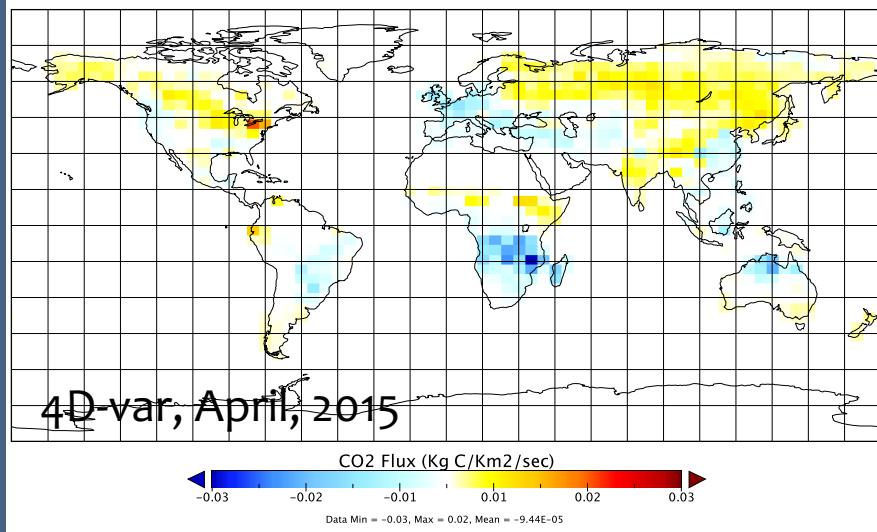 4D-var, April, 2015
CO2 Flux (Kg C/Km2/sec)
-0.03 -0.02 -0.01 0.01 0.02 0.03
Data Min = -0.03, Max = 0.02, Mean = -9.44E-05